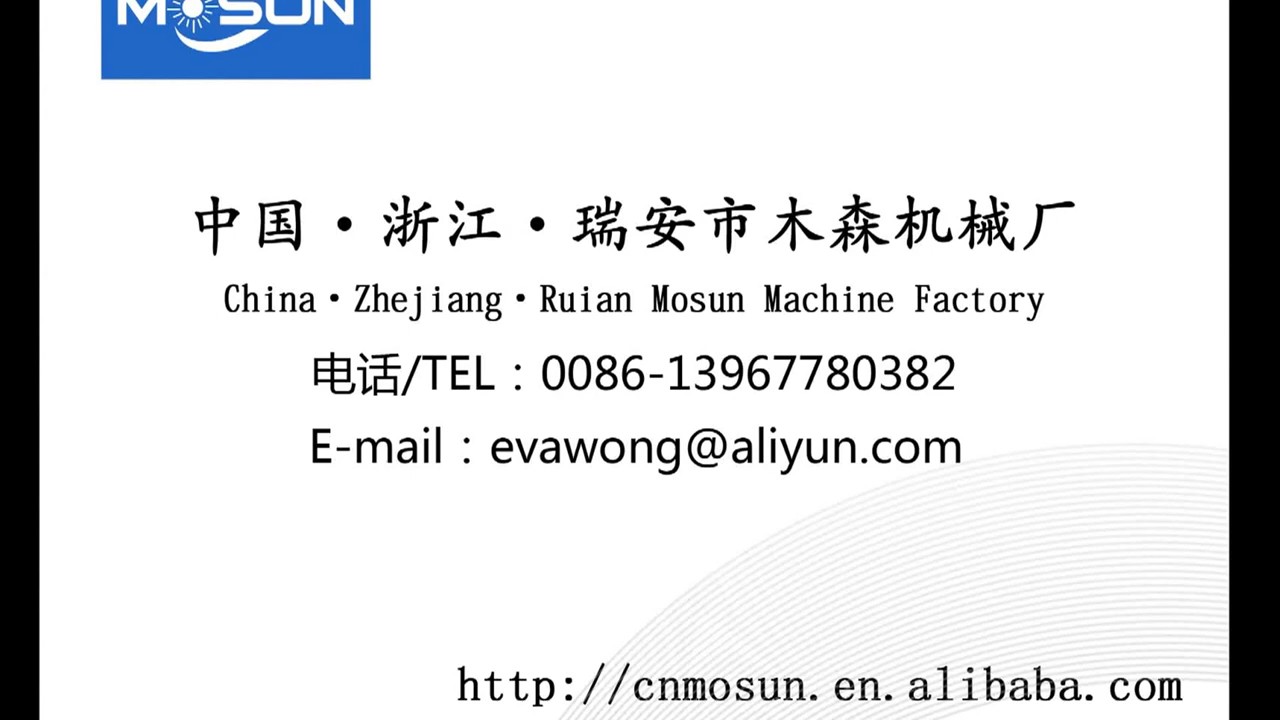 MOSUN
中国·浙江·瑞安市木森机械厂
China·Zhejiang·Ruian Mosun Machine Factory
电话/TEL：0086-13967780382
E-mail：evawong@aliyun.com
http://cnmosun.en.alibaba.com